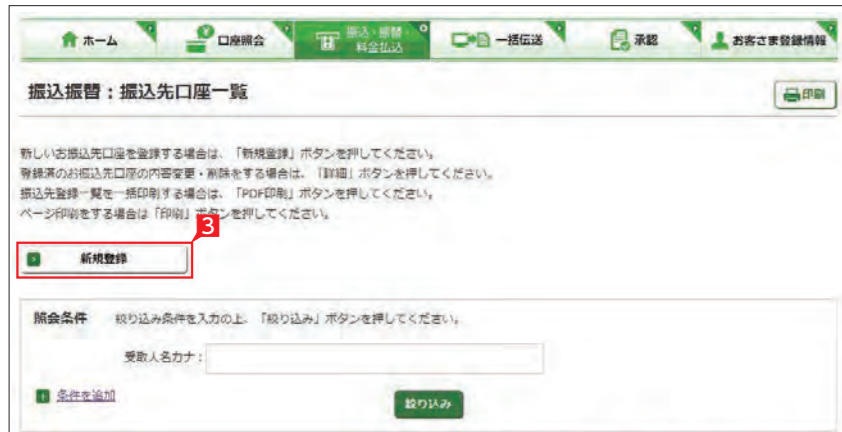 ホーム
口座照会
振込・振替・
料金払込
一括伝送
承認
お客さま登録情報
振込振替：振込先口座一覧
印刷
新しいお振込先口座を登録する場合は、「新規登録」ボタンを押してください。
登録済のお振込先口座の内容変更・削除をする場合は、「詳細」ボタンを押してください。
振込先登録一覧を一括印刷する場合は、「PDF印刷」ボタンを押してください。
ページ印刷をする場合は「印刷」ボタンを押してください。
3
新規登録
照会条件 絞り込み条件を入力の上、「絞り込み」ボタンを押してください。
受取人名カナ：
条件を追加
絞り込み